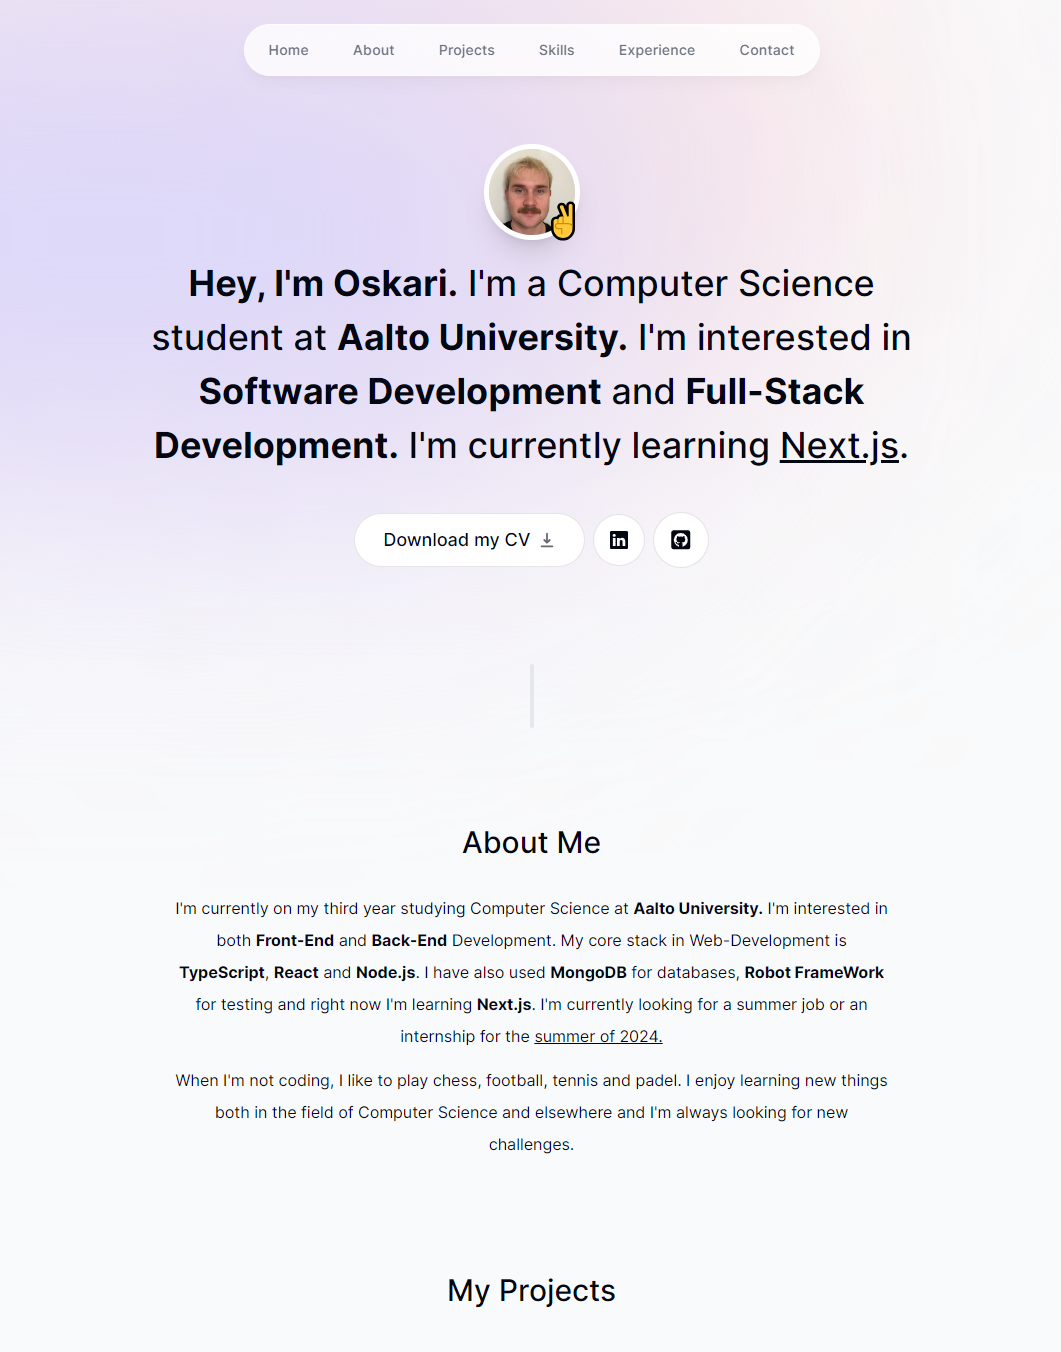 Home About Projects Skills Experience Contact
Hey, I'm Oskari. I'm a Computer Science
student at Aalto University. I'm interested in
Software Development and Full-Stack
Development. I'm currently learning Next.js.
Download my CV
About Me
I'm currently on my third year studying Computer Science at Aalto University. I'm interested in
both Front-End and Back-End Development. My core stack in Web-Development is
TypeScript, React and Node.js. I have also used MongoDB for databases, Robot FrameWork
for testing and right now I'm learning Next.js. I'm currently looking for a summer job or an
internship for the summer of 2024.
When I'm not coding, I like to play chess, football, tennis and padel. I enjoy learning new things
both in the field of Computer Science and elsewhere and I'm always looking for new
challenges.
My Projects